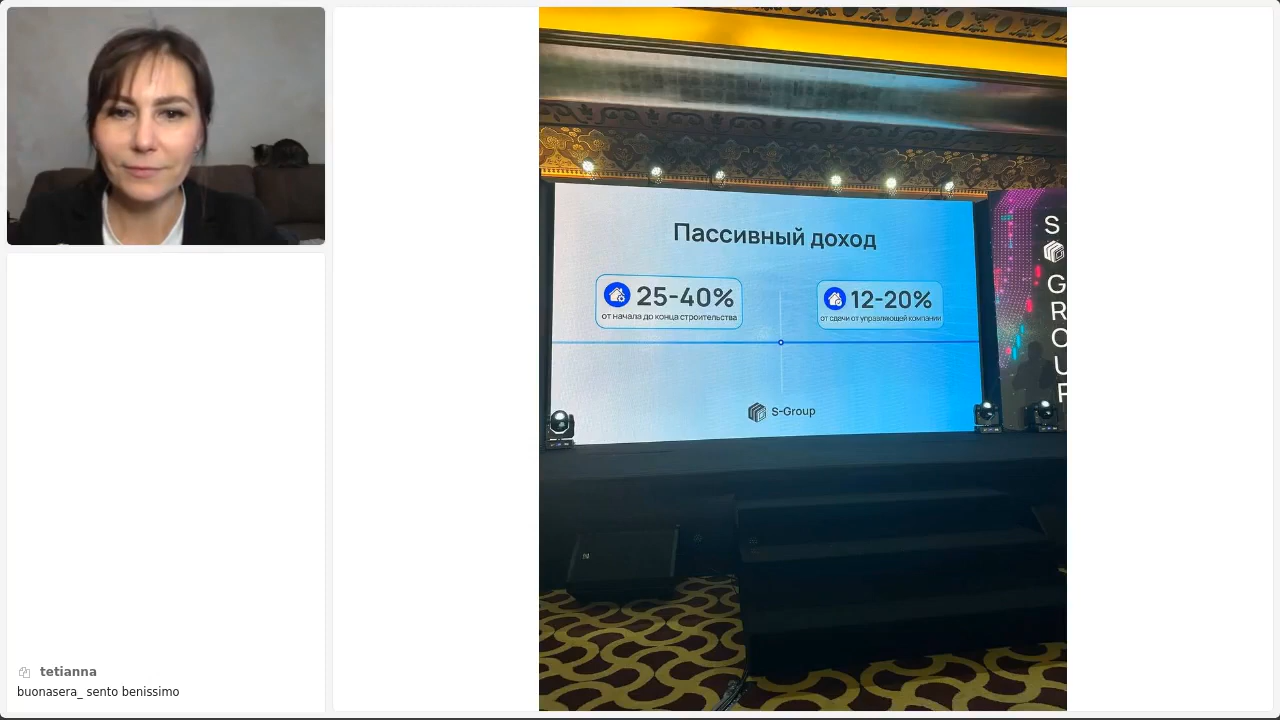 Пассивный доход
25-40%
от начала до конца строительства
12-20%
от сдачи от управляющей компании
S-Group
S
G
R
O
U
P
tetianna
buonasera_ sento benissimo